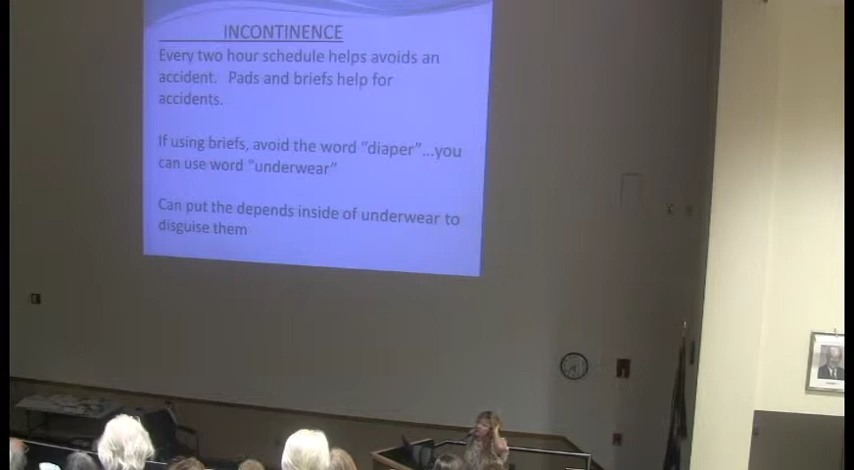 INCONTINENCE
Every two hour schedule helps avoids an
accident. Pads and briefs help for
accidents.
If using briefs, avoid the word "diaper"...you
can use word "underwear"
Can put the depends inside of underwear to
disguise them